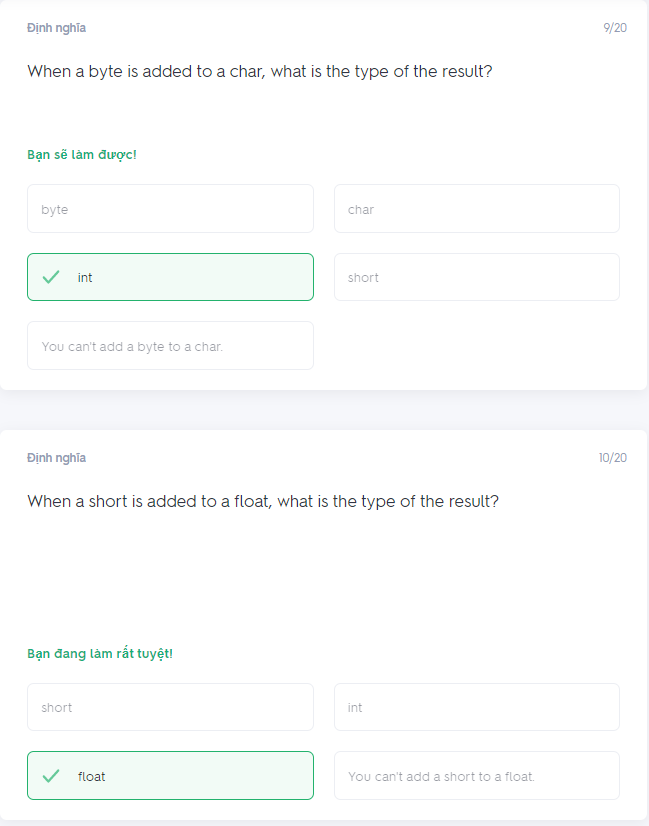 Định nghĩa
9/20
When a byte is added to a char, what is the type of the result?
Bạn sẽ làm được!
byte
char
int
short
You can't add a byte to a char.
Định nghĩa
10/20
When a short is added to a float, what is the type of the result?
Bạn đang làm rất tuyệt!
short
int
float
You can't add a short to a float.